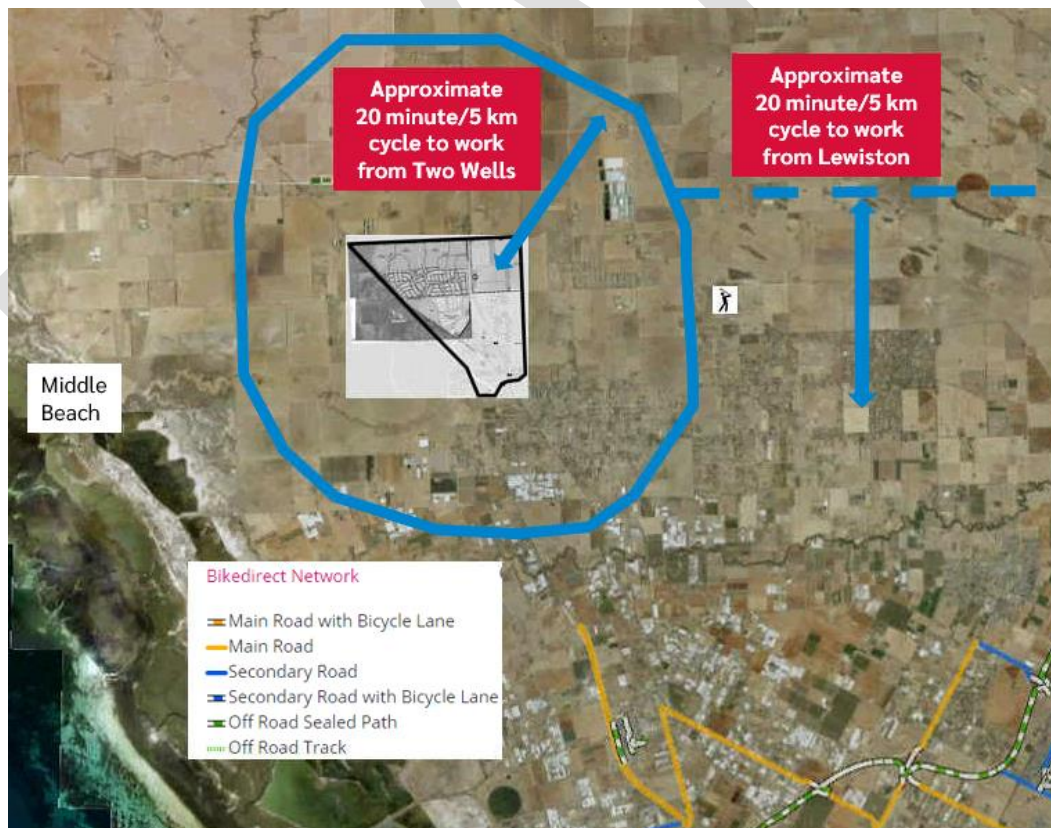 Approximate
20 minute/5 km
cycle to work
from Two Wells
Approximate
20 minute/5 km
cycle to work
from Lewiston
Middle
Beach
Bikedirect Network
Main Road with Bicycle Lane
Main Road
Secondary Road
Secondary Road with Bicycle Lane
Off Road Sealed Path
Off Road Track